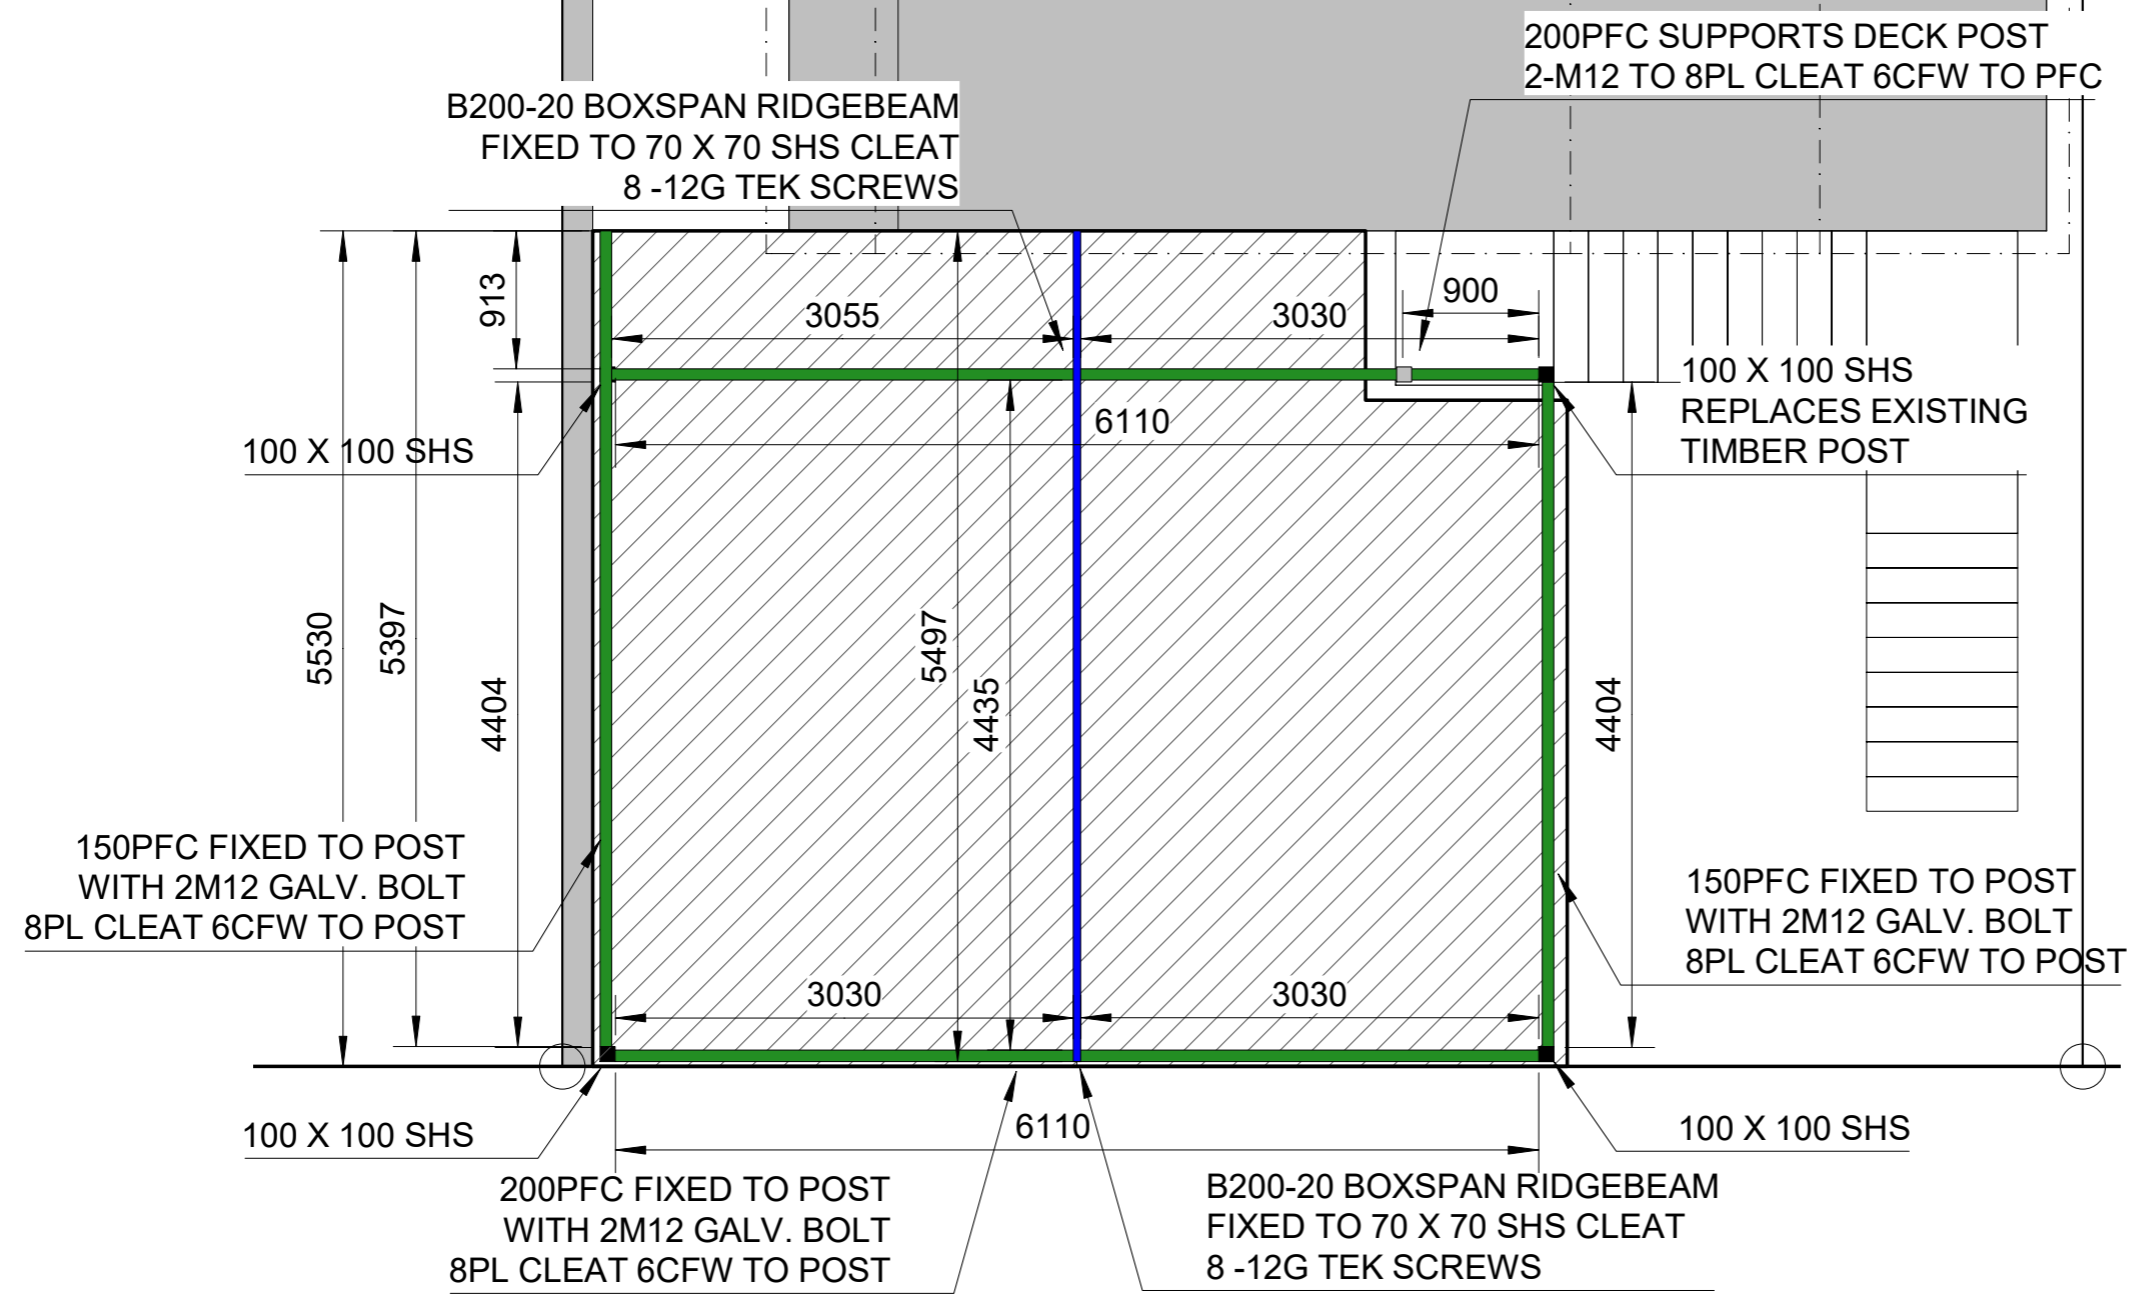 200PFC SUPPORTS DECK POST
2-M12 TO 8PL CLEAT 6CFW TO PFC
B200-20 BOXSPAN RIDGEBEAM
FIXED TO 70 X 70 SHS CLEAT
8 -12G TEK SCREWS
913
3055
3030
900
100 X 100 SHS
REPLACES EXISTING
TIMBER POST
6110
100 X 100 SHS
5530
5397
4404
5497
4435
4404
150PFC FIXED TO POST
WITH 2M12 GALV. BOLT
8PL CLEAT 6CFW TO POST
150PFC FIXED TO POST
WITH 2M12 GALV. BOLT
8PL CLEAT 6CFW TO POST
3030
3030
100 X 100 SHS
6110
100 X 100 SHS
200PFC FIXED TO POST
WITH 2M12 GALV. BOLT
8PL CLEAT 6CFW TO POST
B200-20 BOXSPAN RIDGEBEAM
FIXED TO 70 X 70 SHS CLEAT
8 -12G TEK SCREWS